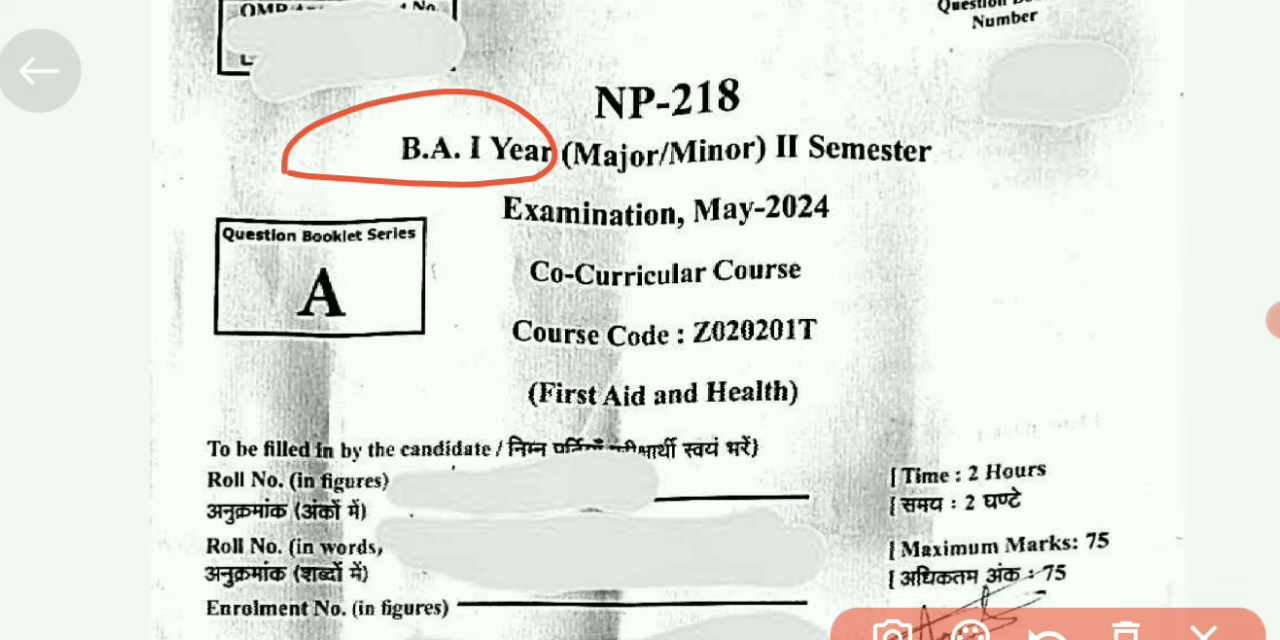 No.
Question
Number
NP-218
B.A. I Year (Major/Minor) II Semester
Examination, May-2024
Question Booklet Series
A
Co-Curricular Course
Course Code : Z020201T
(First Aid and Health)
To be filled in by the candidate / निम्न स्वयं भरें}
Roll No. (in figures)
अनुक्रमांक (अंकों में)
[ Time : 2 Hours
[ समय : 2 घण्टे
Roll No. (in words,
अनुक्रमांक (शब्दों में)
[ Maximum Marks: 75
[ अधिकतम अंक : 75
Enrolment No. (in figures)